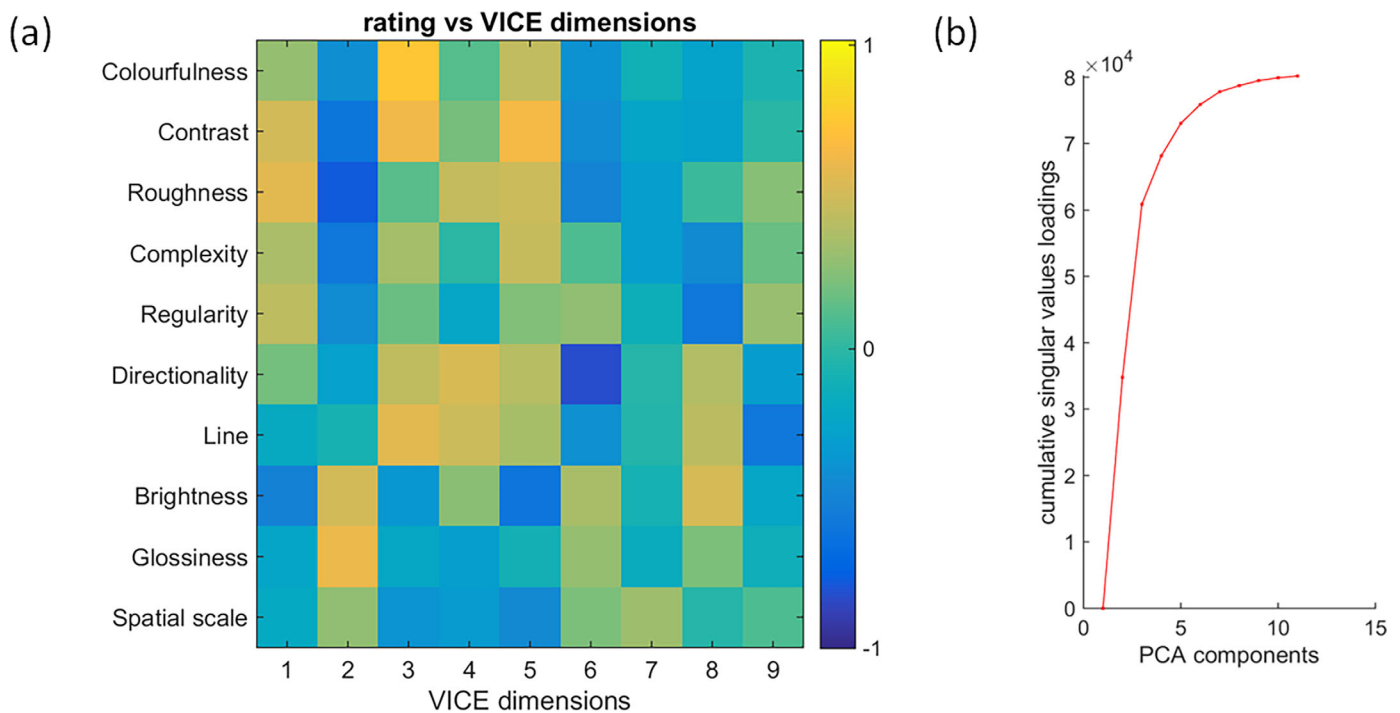 (a)
rating vs VICE dimensions
Colourfulness
Contrast
Roughness
Complexity
Regularity
Directionality
Line
Brightness
Glossiness
Spatial scale
1 2 3 4 5 6 7 8 9
VICE dimensions
1
0
-1
(b)
×10⁴
8
7
6
5
4
3
2
1
0
cumulative singular values loadings
0 5 10 15
PCA components